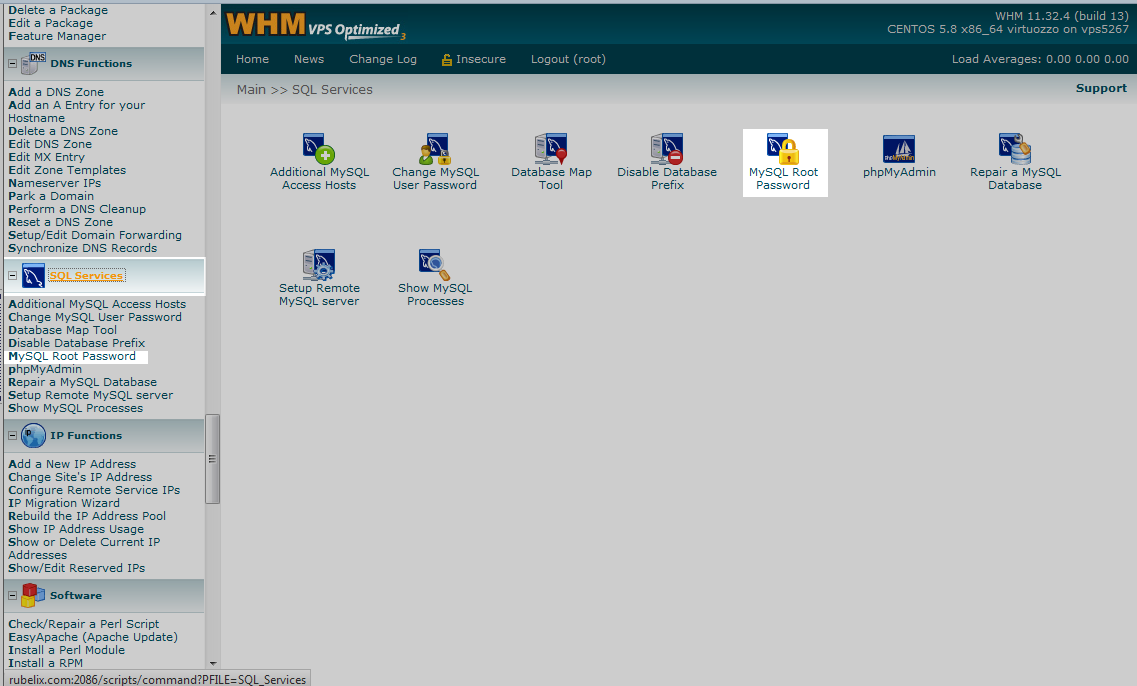 Delete a Package
Edit a Package
Feature Manager
DNS
DNS Functions
Add a DNS Zone
Add an A Entry for your
Hostname
Delete a DNS Zone
Edit DNS Zone
Edit MX Entry
Edit Zone Templates
Nameserver IPs
Park a Domain
Perform a DNS Cleanup
Reset a DNS Zone
Setup/Edit Domain Forwarding
Synchronize DNS Records
SQL Services
Additional MySQL Access Hosts
Change MySQL User Password
Database Map Tool
Disable Database Prefix
MySQL Root Password
phpMyAdmin
Repair a MySQL Database
Setup Remote MySQL server
Show MySQL Processes
IP
IP Functions
Add a New IP Address
Change Site's IP Address
Configure Remote Service IPs
IP Migration Wizard
Rebuild the IP Address Pool
Show IP Address Usage
Show or Delete Current IP
Addresses
Show/Edit Reserved IPs
Software
Check/Repair a Perl Script
EasyApache (Apache Update)
Install a Perl Module
Install a RPM
rubelix.com:2086/scripts/command?PFILE=SQL_Services
WHM VPS Optimized 3
WHM 11.32.4 (build 13)
CENTOS 5.8 x86_64 virtuozzo on vps5267
Home News Change Log Insecure Logout (root) Load Averages: 0.00 0.00 0.00
Main >> SQL Services Support
Additional MySQL
Access Hosts
Change MySQL
User Password
Database Map
Tool
Disable Database
Prefix
MySQL Root
Password
phpMyAdmin
phpMyAdmin
Repair a MySQL
Database
Setup Remote
MySQL server
Show MySQL
Processes